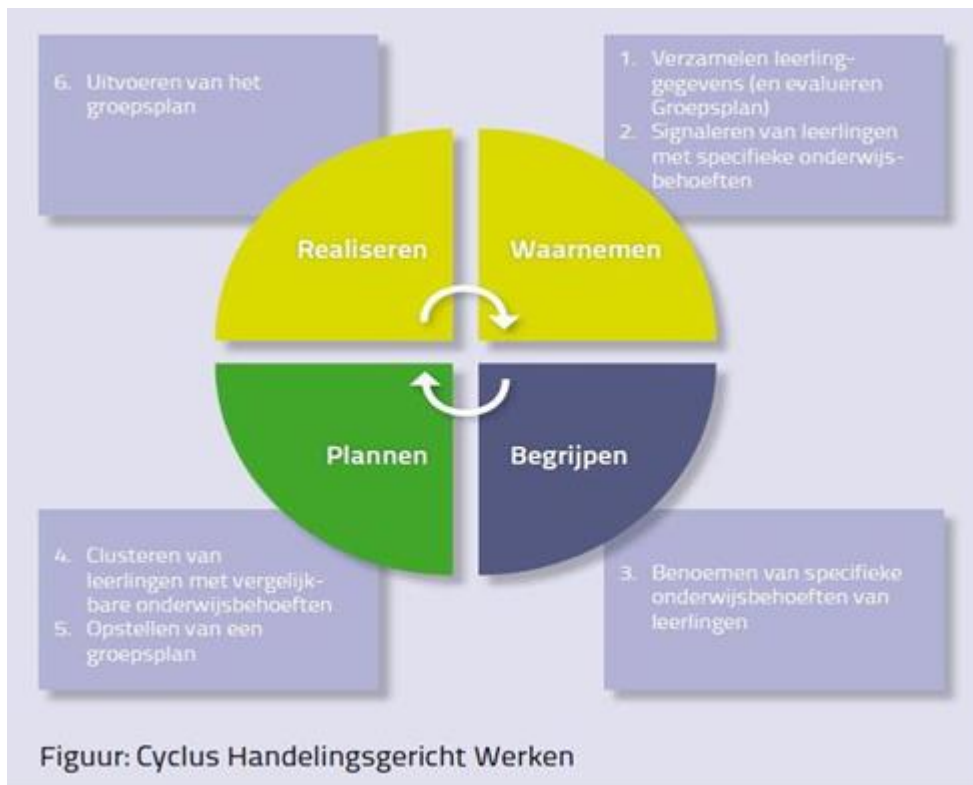 6. Uitvoeren van het
groepsplan
1. Verzamelen leerling-
gegevens (en evalueren
Groepsplan)
2. Signaleren van leerlingen
met specifieke onderwijs-
behoeften
Realiseren
Waarnemen
Plannen
Begrijpen
4. Clusteren van
leerlingen met vergelijk-
bare onderwijsbehoeften
5. Opstellen van een
groepsplan
3. Benoemen van specifieke
onderwijsbehoeften van
leerlingen
Figuur: Cyclus Handelingsgericht Werken